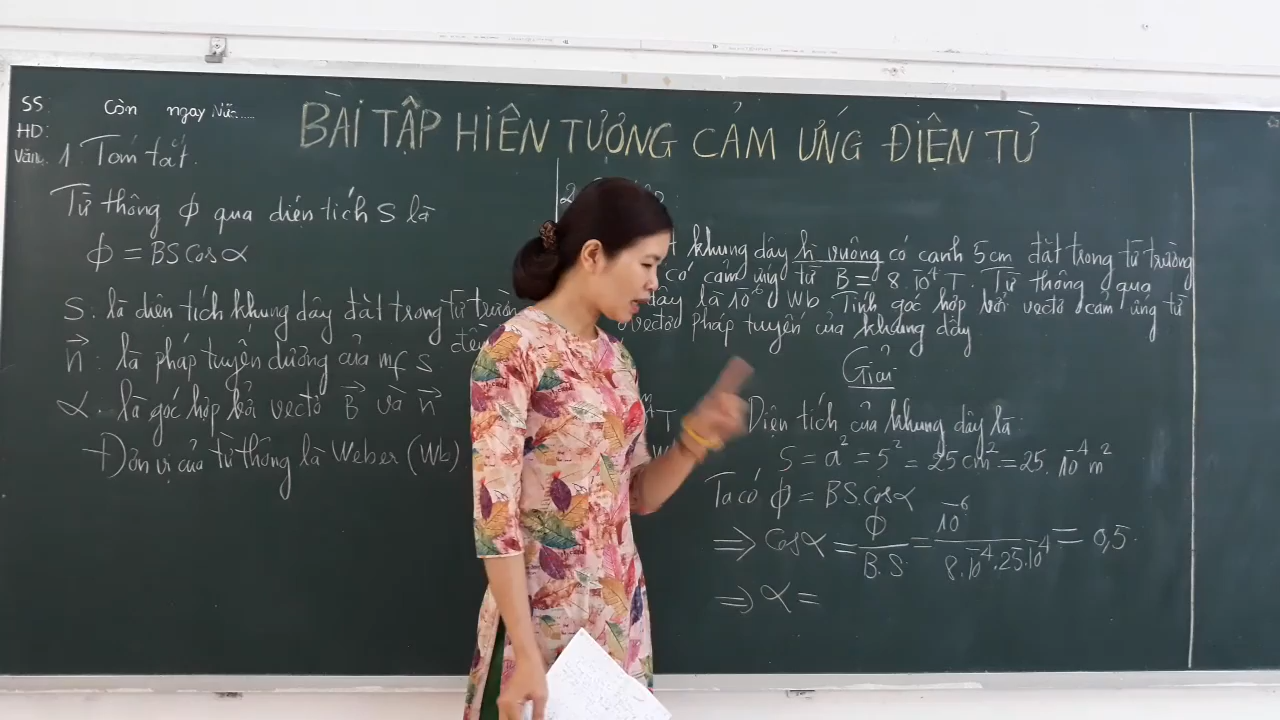 SS: Còn ngay Nữa.....
HD:
Văn:
BÀI TẬP HIỆN TƯỢNG CẢM ỨNG ĐIỆN TỪ
1. Tóm tắt.
Từ thông ϕ qua diện tích S là
ϕ = BS Cos α
S: là diện tích khung dây đặt trong từ trường đều
n⃗: là pháp tuyến dương của mf S
α: là góc hợp bởi vectơ B⃗ và n⃗
Đơn vị của từ thông là Weber (Wb)
2.
khung dây hì vuông có canh 5cm đặt trong từ trường
có cảm ứng từ B = 8.10⁻⁴ T. Từ thông qua
dây là 10⁻⁶ Wb. Tính góc hợp bởi vectơ cảm ứng từ
vectơ pháp tuyến của khung dây
Giải
T
Diện tích của khung dây là:
S = a² = 5² = 25 cm² = 25.10⁻⁴ m²
Ta có ϕ = BS.cos α
⇒ Cos α = ϕ / B.S = 10⁻⁶ / 8.10⁻⁴.25.10⁻⁴ = 0,5.
⇒ α =